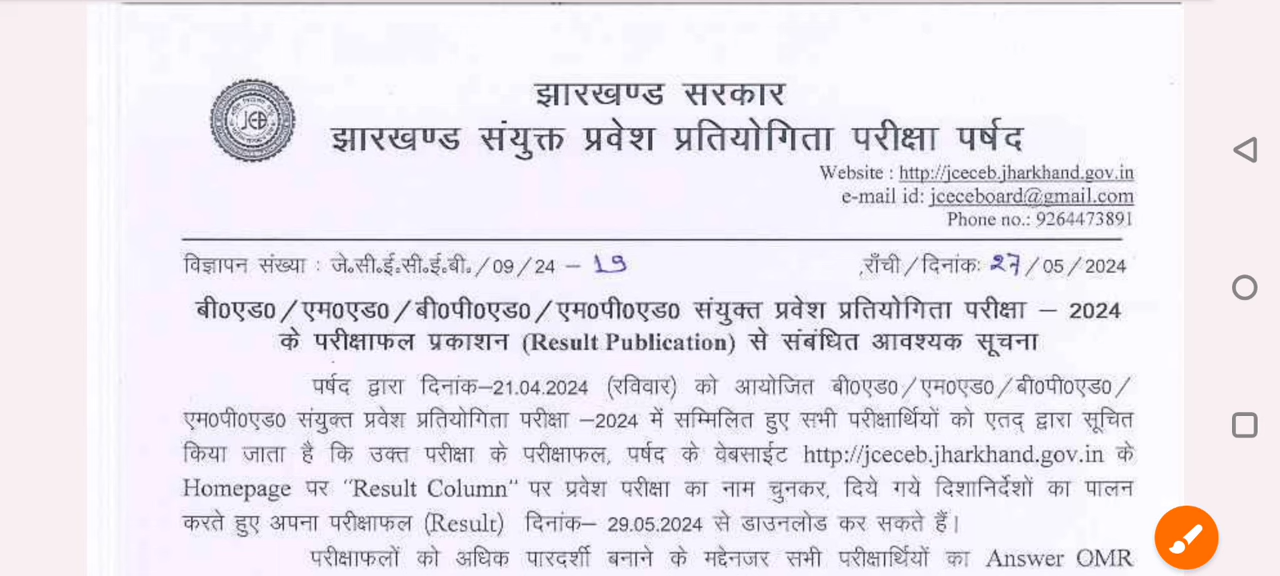 झारखण्ड सरकार
झारखण्ड संयुक्त प्रवेश प्रतियोगिता परीक्षा पर्षद
JCEB
Website : http://jceceb.jharkhand.gov.in
e-mail id: jceceboard@gmail.com
Phone no.: 9264473891
विज्ञापन संख्या : जे०सी०ई०सी०ई०बी० / 09 / 24 – 19
राँची / दिनांकः 27 / 05 / 2024
बी0एड0 / एम0एड0 / बी0पी0एड0 / एम0पी0एड0 संयुक्त प्रवेश प्रतियोगिता परीक्षा – 2024
के परीक्षाफल प्रकाशन (Result Publication) से संबंधित आवश्यक सूचना
पर्षद द्वारा दिनांक–21.04.2024 (रविवार) को आयोजित बी0एड0 / एम0एड0 / बी0पी0एड0 /
एम0पी0एड0 संयुक्त प्रवेश प्रतियोगिता परीक्षा –2024 में सम्मिलित हुए सभी परीक्षार्थियों को एतद् द्वारा सूचित
किया जाता है कि उक्त परीक्षा के परीक्षाफल, पर्षद के वेबसाईट http://jceceb.jharkhand.gov.in के
Homepage पर "Result Column" पर प्रवेश परीक्षा का नाम चुनकर, दिये गये दिशानिर्देशों का पालन
करते हुए अपना परीक्षाफल (Result) दिनांक– 29.05.2024 से डाउनलोड कर सकते हैं।
परीक्षाफलों को अधिक पारदर्शी बनाने के मद्देनजर सभी परीक्षार्थियों का Answer OMR